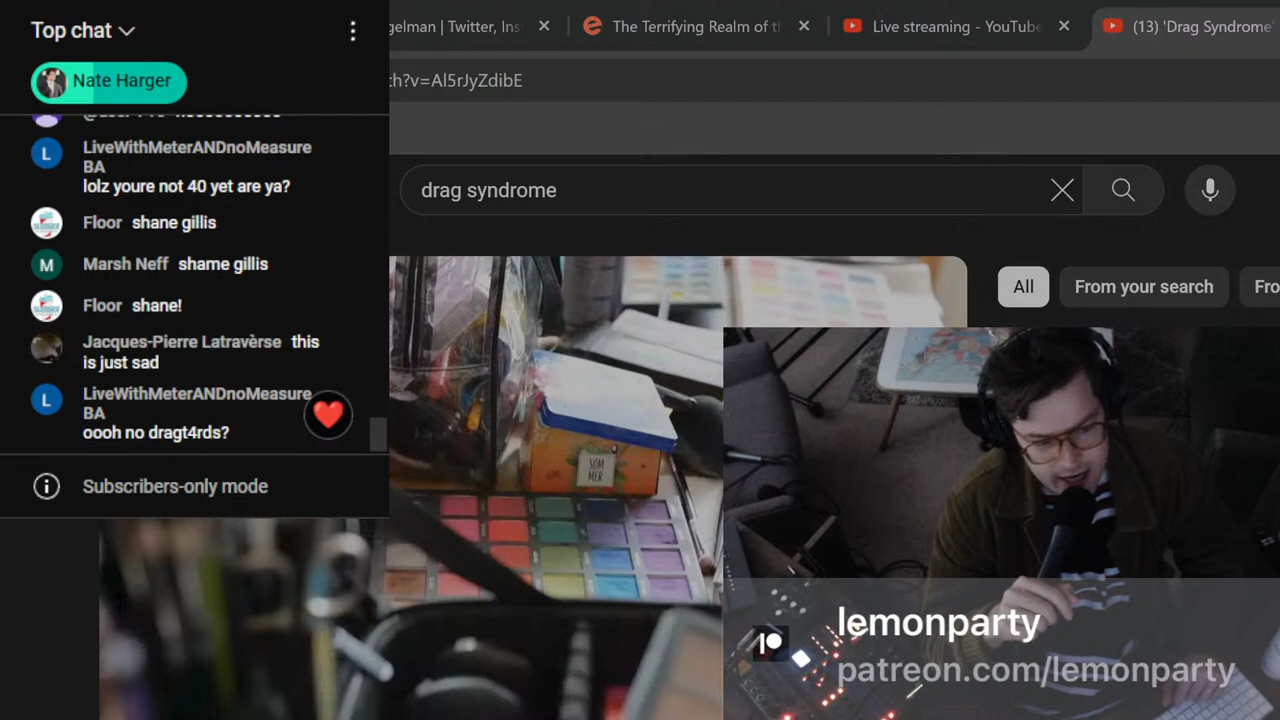 Top chat
Nate Harger
LiveWithMeterANDnoMeasure
BA
lolz youre not 40 yet are ya?
Floor shane gillis
Marsh Neff shame gillis
Floor shane!
Jacques-Pierre Latravèrse this
is just sad
LiveWithMeterANDnoMeasure
BA
oooh no dragt4rds?
Subscribers-only mode
gelman | Twitter, Ins
The Terrifying Realm of t
Live streaming - YouTube
(13) 'Drag Syndrome'
ch?v=Al5rJyZdibE
drag syndrome
All
From your search
Fro
SOM
MER
lemonparty
patreon.com/lemonparty
L
M
L